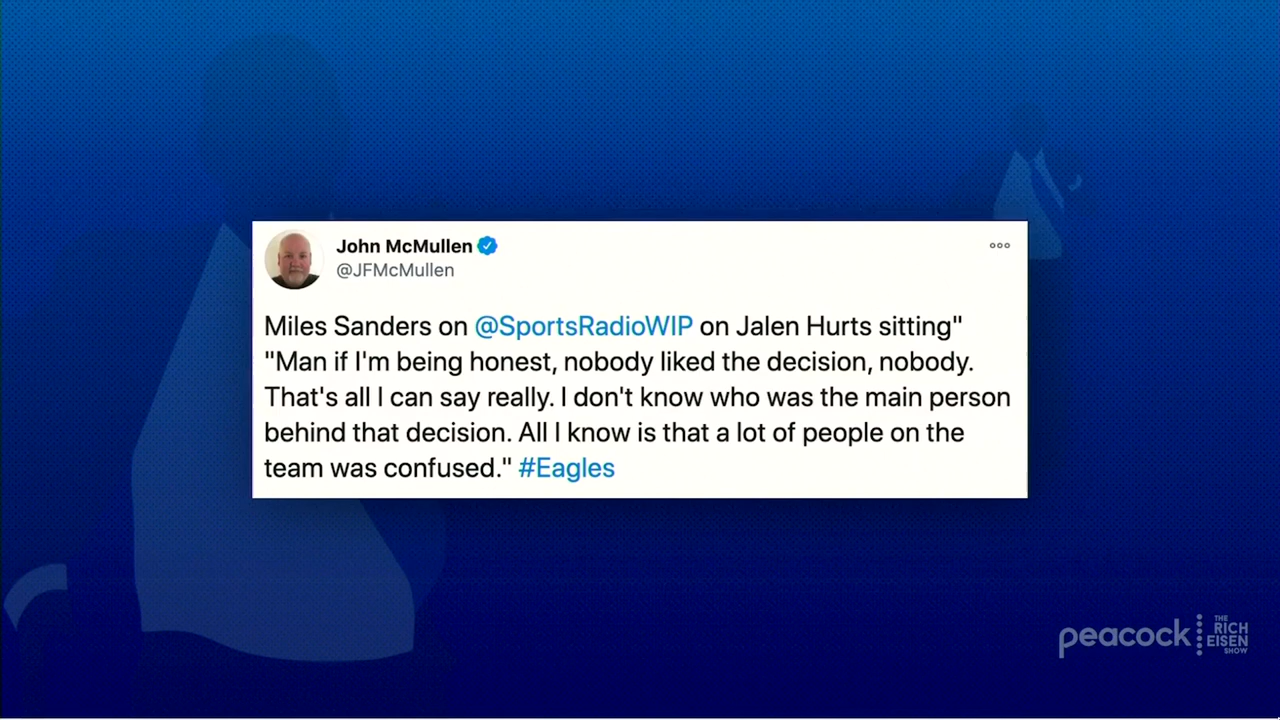 John McMullen
@JFMcMullen
Miles Sanders on @SportsRadioWIP on Jalen Hurts sitting"
"Man if I'm being honest, nobody liked the decision, nobody.
That's all I can say really. I don't know who was the main person
behind that decision. All I know is that a lot of people on the
team was confused." #Eagles
peacock
THE
RICH
EISEN
SHOW